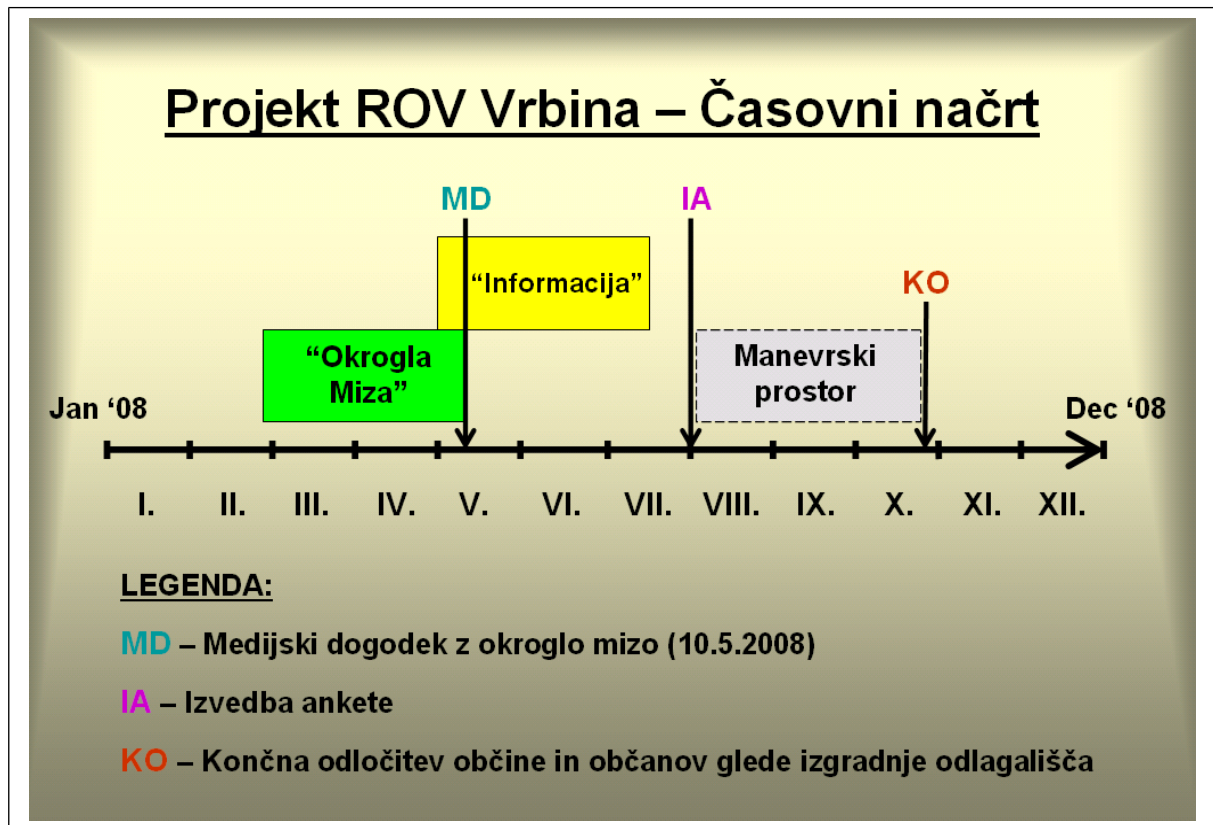 Projekt ROV Vrbina – Časovni načrt
MD
IA
“Informacija”
KO
“Okrogla
Miza”
Manevrski
prostor
Jan ‘08
Dec ‘08
I. II. III. IV. V. VI. VII. VIII. IX. X. XI. XII.
LEGENDA:
MD – Medijski dogodek z okroglo mizo (10.5.2008)
IA – Izvedba ankete
KO – Končna odločitev občine in občanov glede izgradnje odlagališča